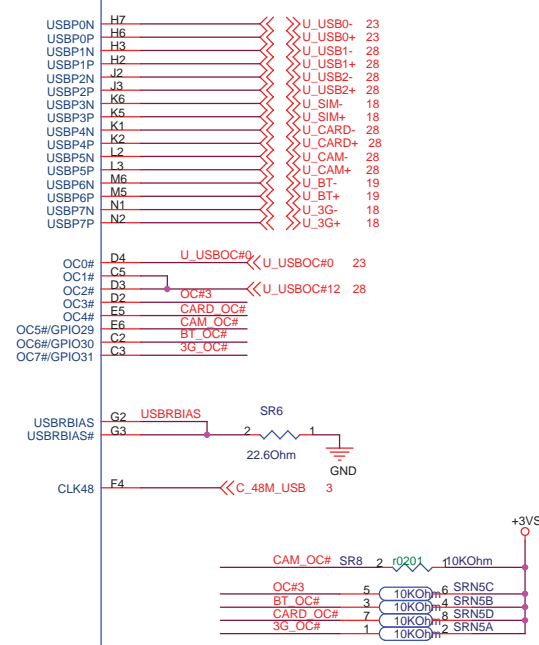 USBP0N H7 U_USB0- 23
USBP0P H6 U_USB0+ 23
USBP1N H3 U_USB1- 28
USBP1P H2 U_USB1+ 28
USBP2N J2 U_USB2- 28
USBP2P J3 U_USB2+ 28
USBP3N K6 U_SIM- 18
USBP3P K5 U_SIM+ 18
USBP4N K1 U_CARD- 28
USBP4P K2 U_CARD+ 28
USBP5N L2 U_CAM- 28
USBP5P L3 U_CAM+ 28
USBP6N M6 U_BT- 19
USBP6P M5 U_BT+ 19
USBP7N N1 U_3G- 18
USBP7P N2 U_3G+ 18
OC0# D4 U_USBOC#0 U_USBOC#0 23
OC1# C5
OC2# D3 U_USBOC#12 28
OC3# D2 OC#3
OC4# E5 CARD_OC#
OC5#/GPIO29 E6 CAM_OC#
OC6#/GPIO30 C2 BT_OC#
OC7#/GPIO31 C3 3G_OC#
SR6
USBRBIAS G2 USBRBIAS
USBRBIAS# G3 2 1
22.6Ohm
GND
CLK48 F4 C_48M_USB 3
+3VS
CAM_OC# SR8 2 r0201 1 10KOhm
OC#3 5 10KOhm 6 SRN5C
BT_OC# 3 10KOhm 4 SRN5B
CARD_OC# 7 10KOhm 8 SRN5D
3G_OC# 1 10KOhm 2 SRN5A